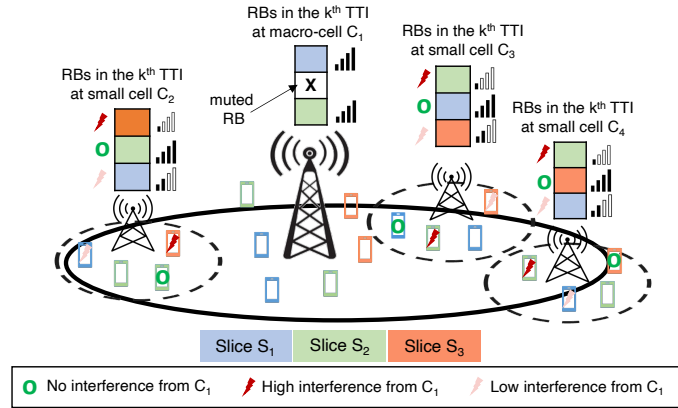 RBs in the kth TTI
at macro-cell C1
RBs in the kth TTI
at small cell C3
RBs in the kth TTI
at small cell C2
muted
RB
X
RBs in the kth TTI
at small cell C4
O
O
O
O
O
O
Slice S1 Slice S2 Slice S3
O No interference from C1 High interference from C1 Low interference from C1